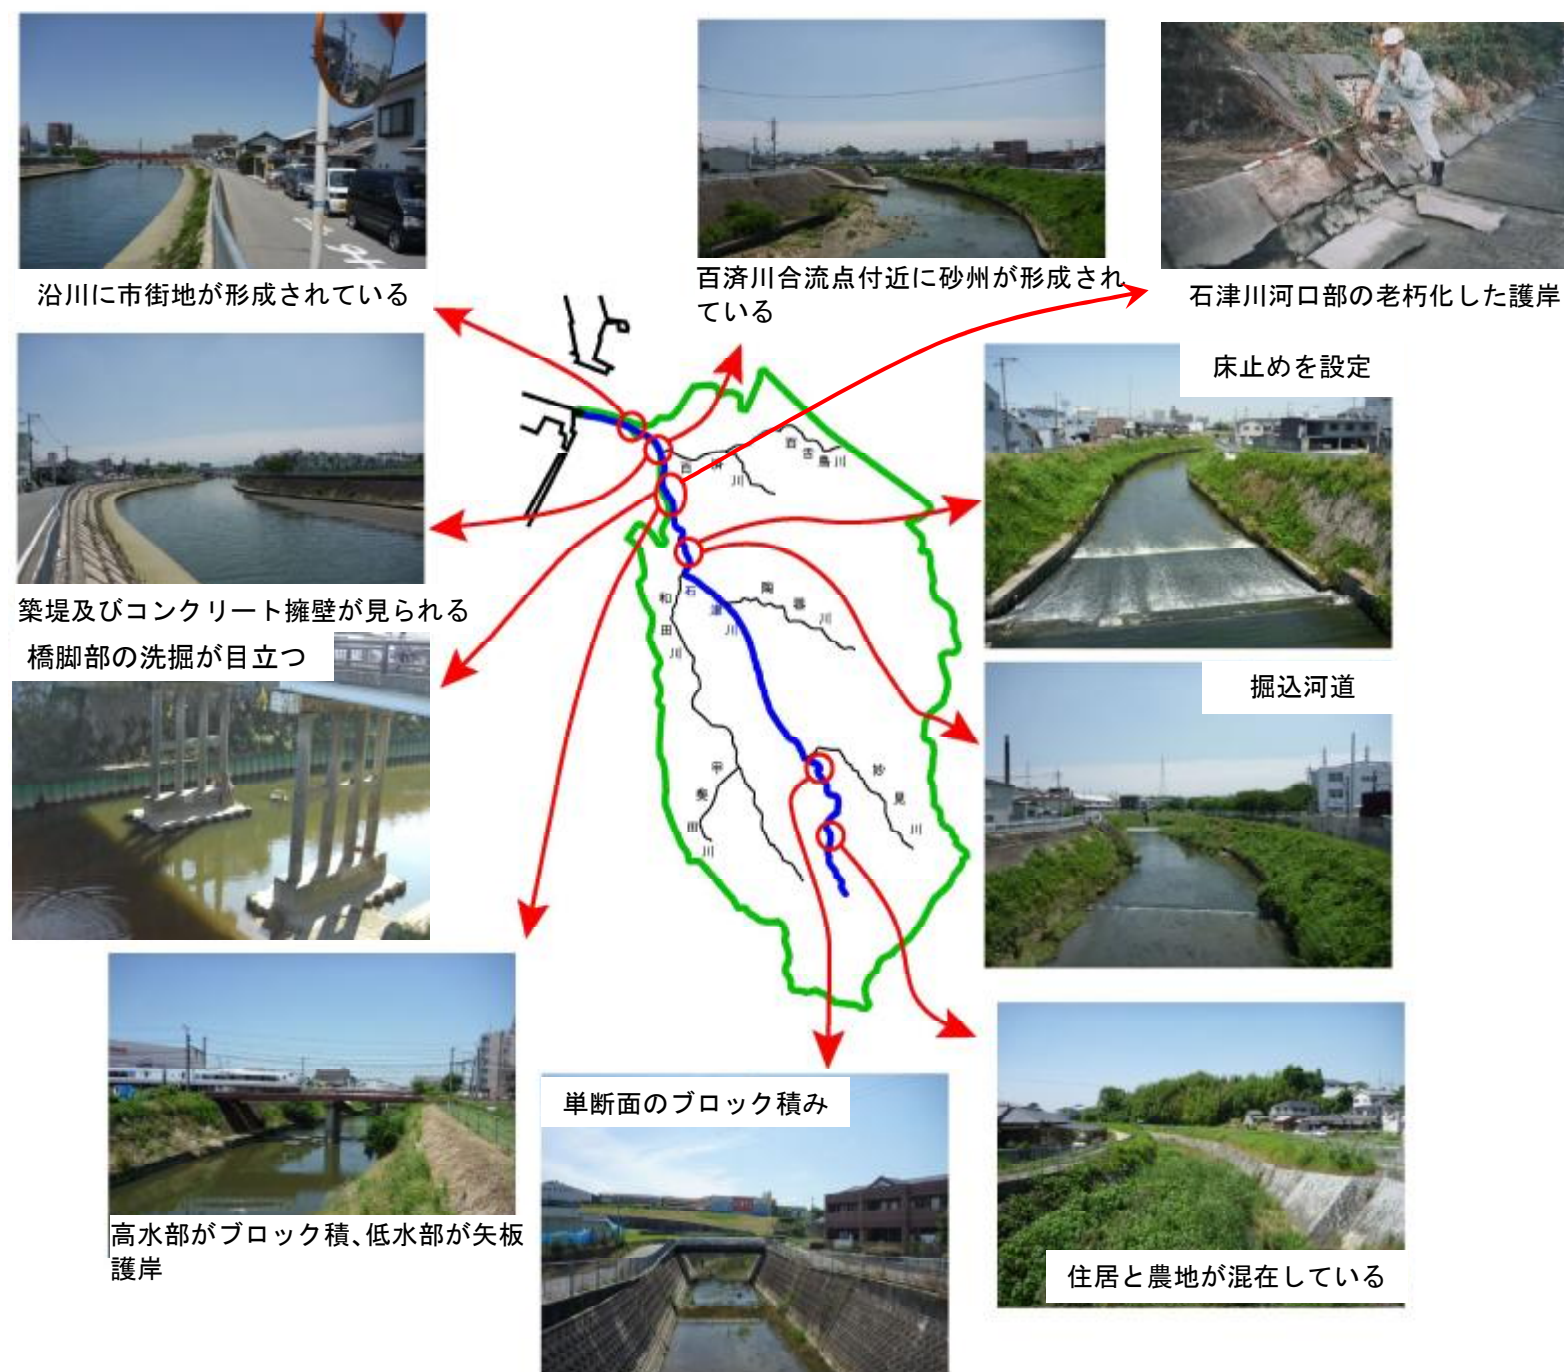 沿川に市街地が形成されている
百済川合流点付近に砂州が形成され
ている
石津川河口部の老朽化した護岸
床止めを設定
築堤及びコンクリート擁壁が見られる
橋脚部の洗掘が目立つ
掘込河道
百済川
百舌鳥川
石津川
和田川
陶器川
甲斐田川
妙見川
高水部がブロック積、低水部が矢板
護岸
単断面のブロック積み
住居と農地が混在している